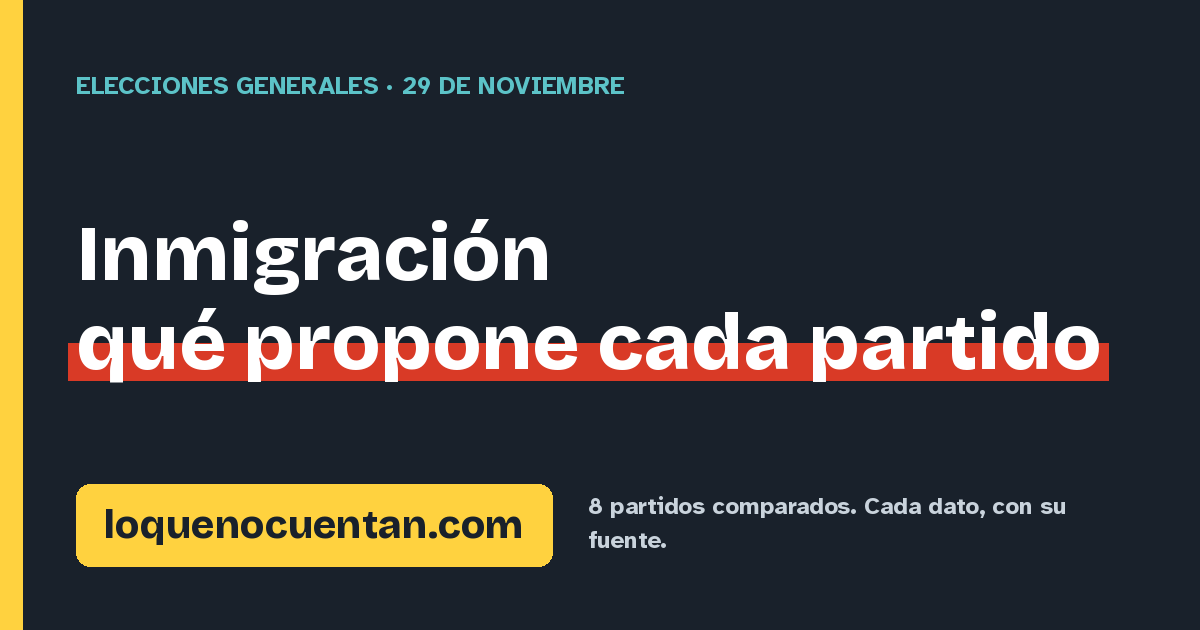 ELECCIONES GENERALES · 29 DE NOVIEMBRE
Inmigración
qué propone cada partido
loquenocuentan.com
8 partidos comparados. Cada dato, con su
fuente.